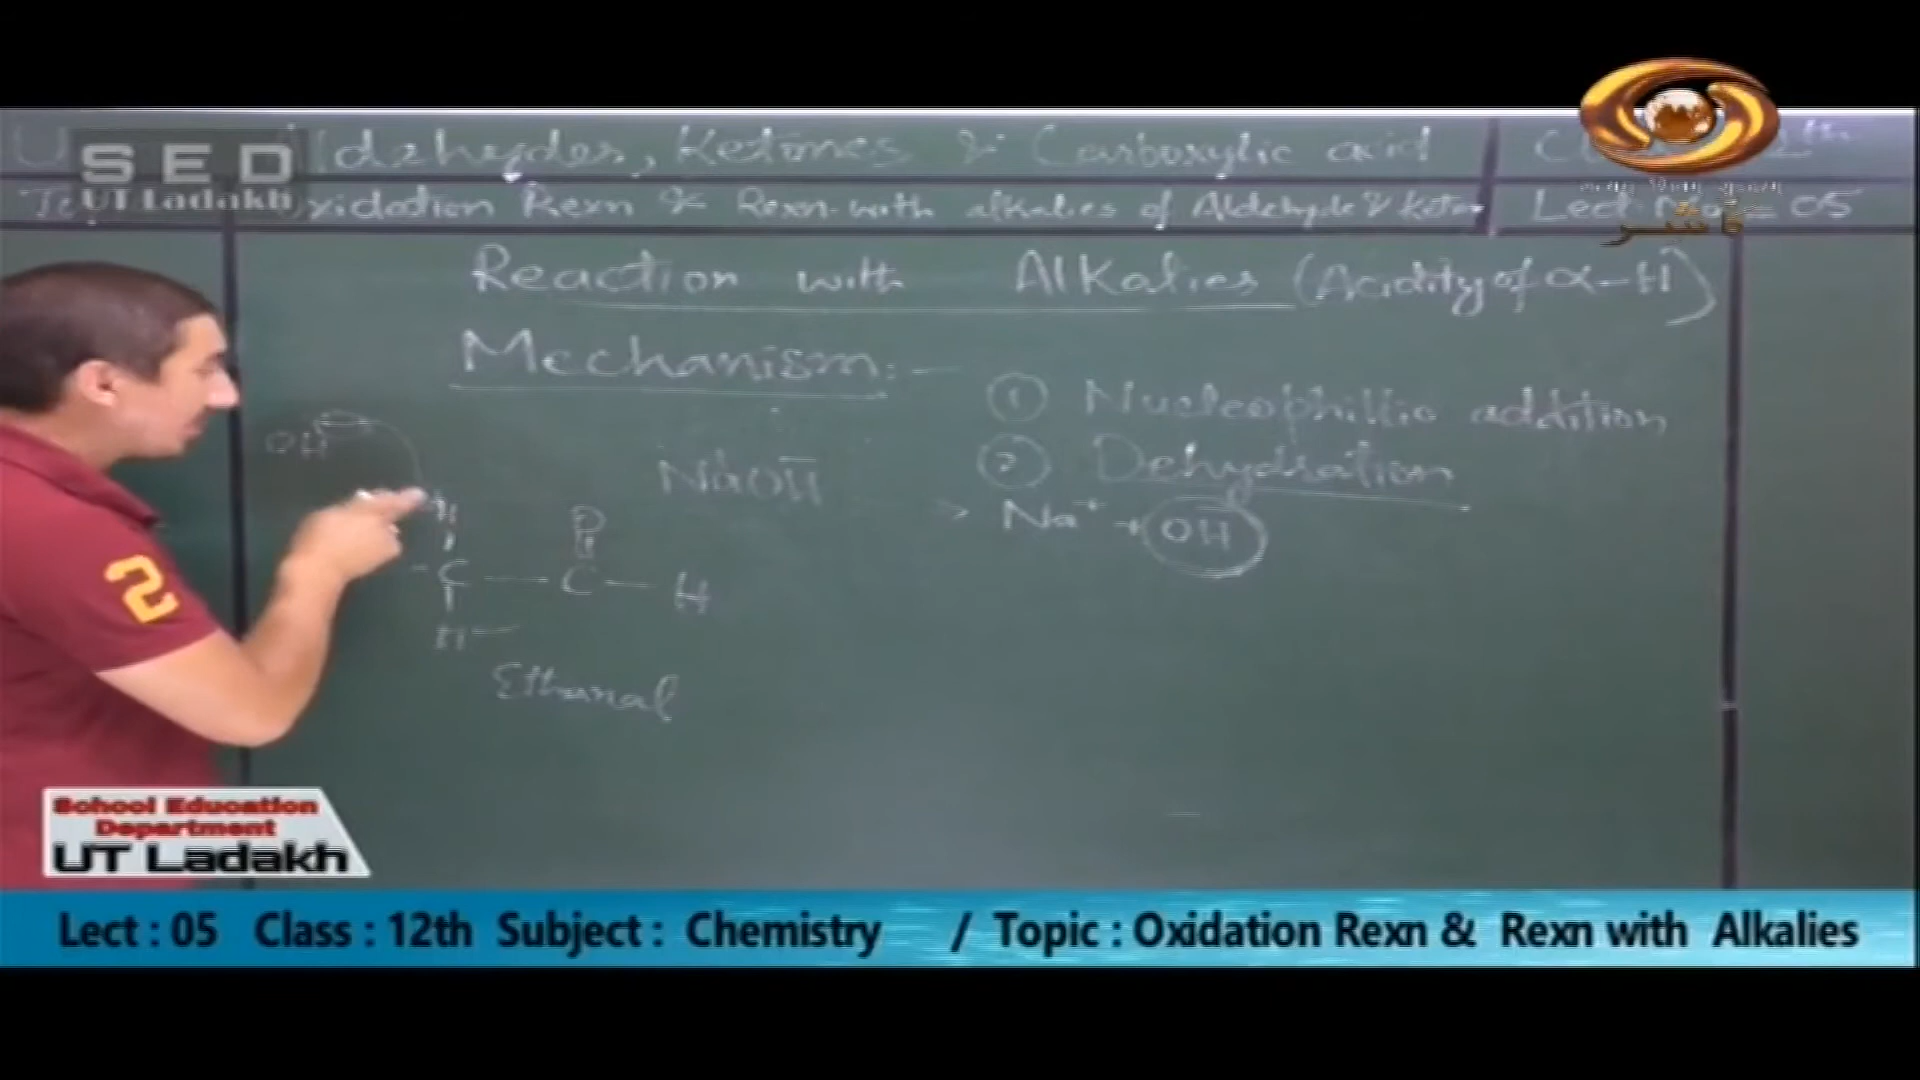 SED
UT Ladakh
Aldehydes, Ketones & Carboxylic acid
Oxidation Rexn & Rexn with alkalies of Aldehyde & Keton
Lect No = 05
Reaction with Alkalies (Acidity of α-H)
Mechanism:-
① Nucleophillic addition
② Dehydration
OH
NaOH
> Na+ + OH
H
O
- C — C — H
H
Ethanal
School Education
Department
UT Ladakh
Lect : 05 Class : 12th Subject : Chemistry / Topic : Oxidation Rexn & Rexn with Alkalies